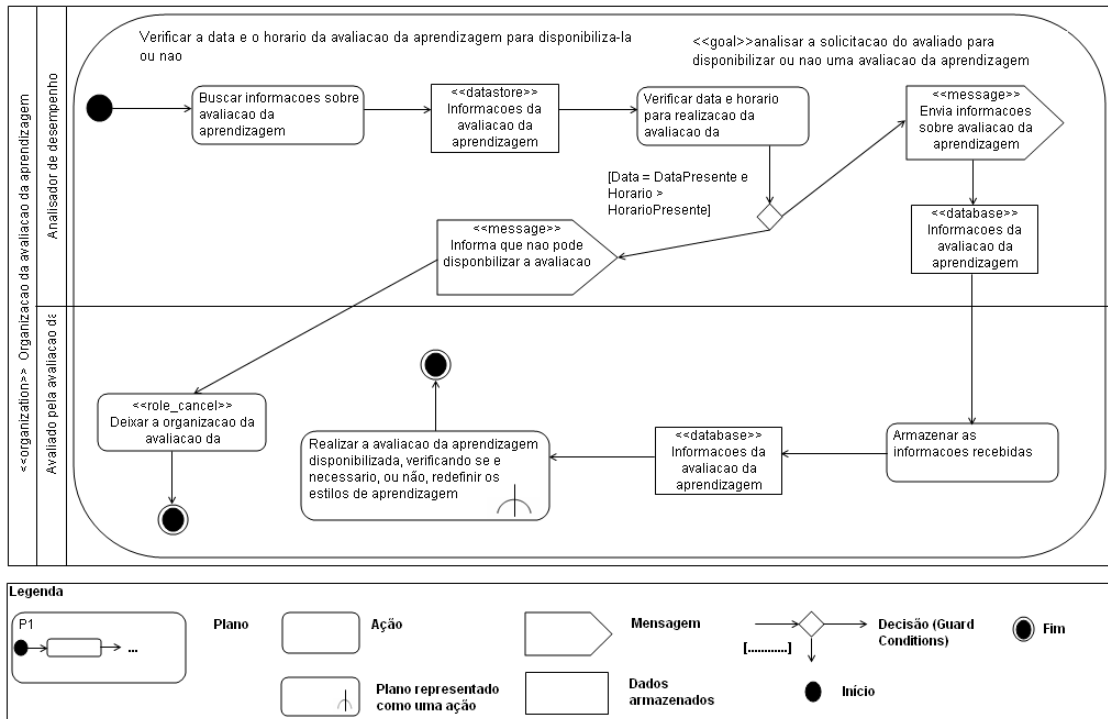 <<organization>> Organizacao da avaliacao da aprendizagem
Analisador de desempenho
Avaliado pela avaliacao da
Verificar a data e o horario da avaliacao da aprendizagem para disponibiliza-la
ou nao
<<goal>>analisar a solicitacao do avaliado para
disponibilizar ou nao uma avaliacao da aprendizagem
Buscar informacoes sobre
avaliacao da
aprendizagem
<<datastore>>
Informacoes da
avaliacao da
aprendizagem
Verificar data e horario
para realizacao da
avaliacao da
<<message>>
Envia informacoes
sobre avaliacao da
aprendizagem
[Data = DataPresente e
Horario >
HorarioPresente]
<<message>>
Informa que nao pode
disponbilizar a avaliacao
<<database>>
Informacoes da
avaliacao da
aprendizagem
<<role_cancel>>
Deixar a organizacao da
avaliacao da
Realizar a avaliacao da aprendizagem
disponibilizada, verificando se e
necessario, ou não, redefinir os
estilos de aprendizagem
<<database>>
Informacoes da
avaliacao da
aprendizagem
Armazenar as
informacoes recebidas
Legenda
P1
...
Plano
Ação
Mensagem
[............]
Decisão (Guard
Conditions)
Fim
Plano representado
como uma ação
Dados
armazenados
Início